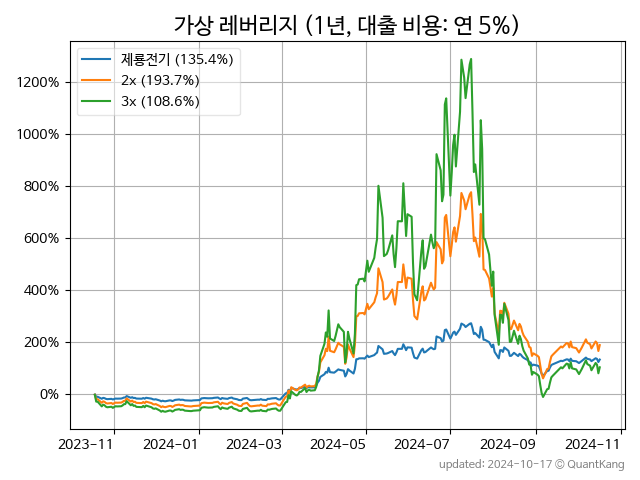 가상 레버리지 (1년, 대출 비용: 연 5%)
제룡전기 (135.4%)
2x (193.7%)
3x (108.6%)
1200%
1000%
800%
600%
400%
200%
0%
2023-11 2024-01 2024-03 2024-05 2024-07 2024-09 2024-11
updated: 2024-10-17 @ QuantKang